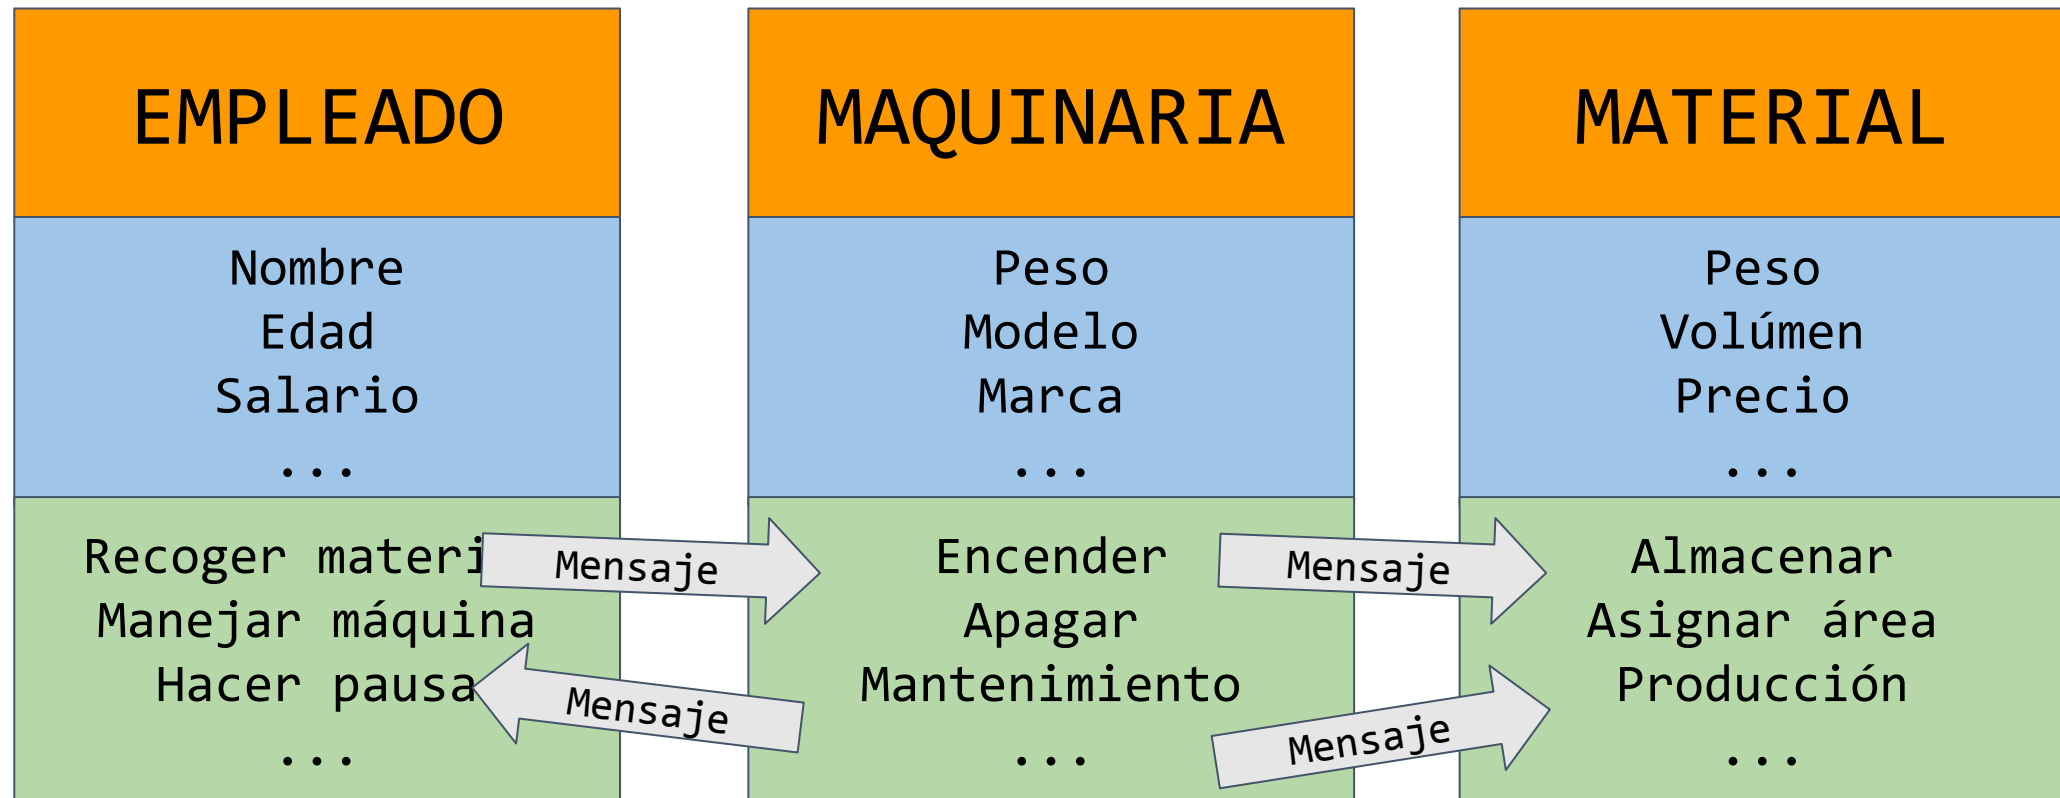 EMPLEADO
Nombre
Edad
Salario
...
Recoger materi
Manejar máquina
Hacer pausa
...
MAQUINARIA
Peso
Modelo
Marca
...
Encender
Apagar
Mantenimiento
...
MATERIAL
Peso
Volúmen
Precio
...
Almacenar
Asignar área
Producción
...
Mensaje
Mensaje
Mensaje
Mensaje